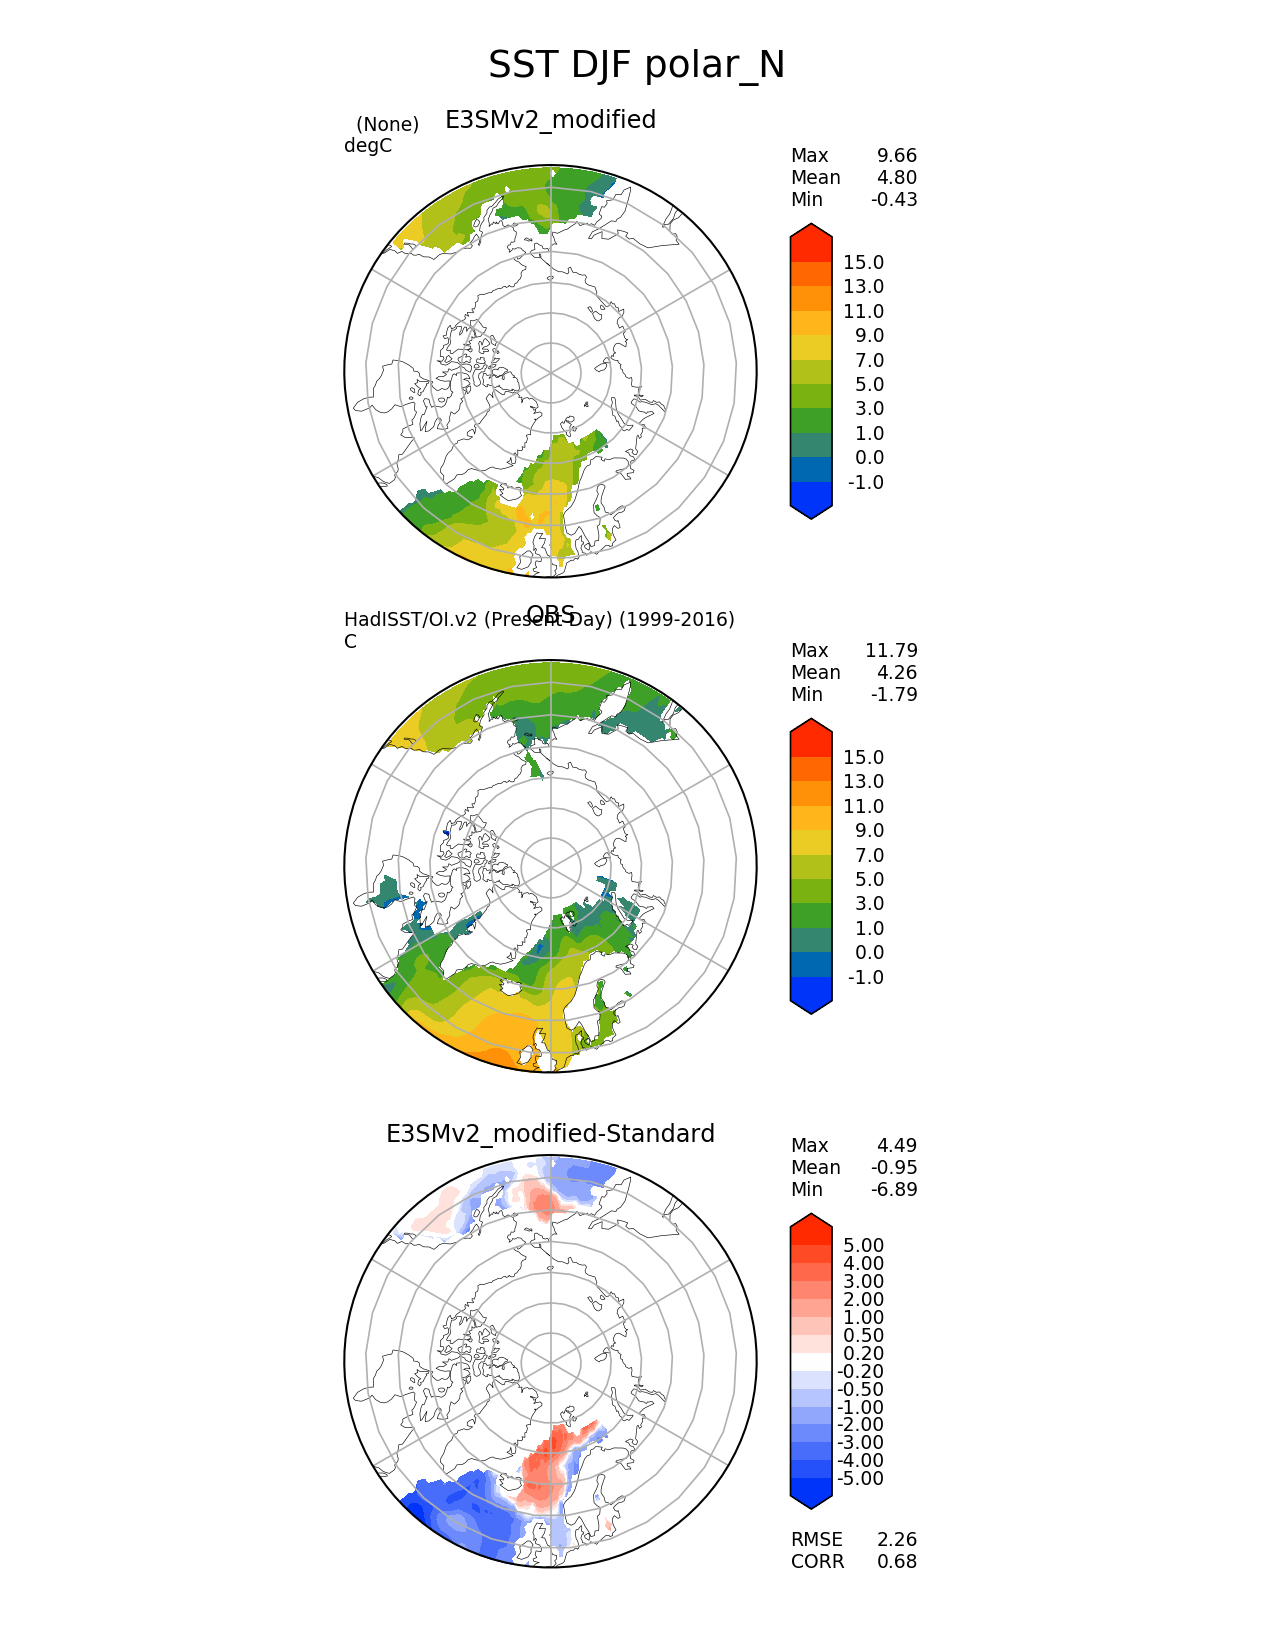 SST DJF polar_N
E3SMv2_modified
(None)
degC
Max 9.66
Mean 4.80
Min -0.43
15.0
13.0
11.0
9.0
7.0
5.0
3.0
1.0
0.0
-1.0
OBS
HadISST/OI.v2 (Present Day) (1999-2016)
C
Max 11.79
Mean 4.26
Min -1.79
15.0
13.0
11.0
9.0
7.0
5.0
3.0
1.0
0.0
-1.0
E3SMv2_modified-Standard
Max 4.49
Mean -0.95
Min -6.89
5.00
4.00
3.00
2.00
1.00
0.50
0.20
-0.20
-0.50
-1.00
-2.00
-3.00
-4.00
-5.00
RMSE 2.26
CORR 0.68